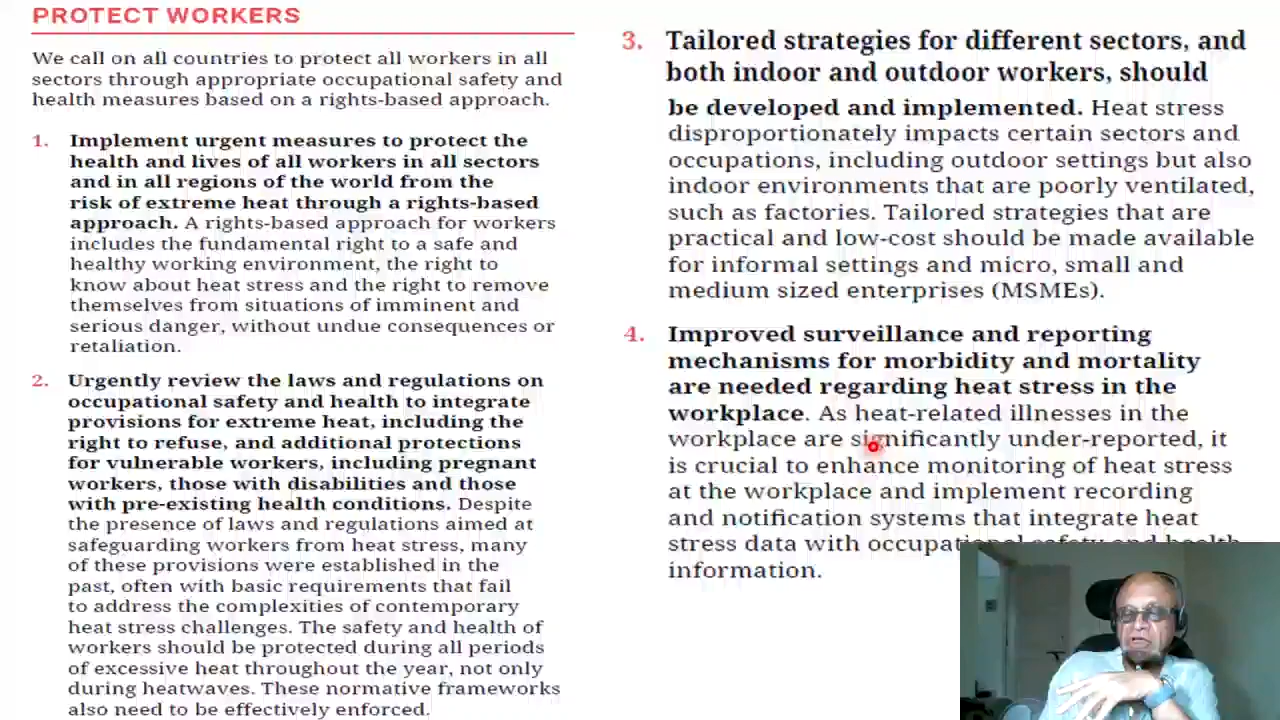 PROTECT WORKERS
We call on all countries to protect all workers in all
sectors through appropriate occupational safety and
health measures based on a rights-based approach.
1. Implement urgent measures to protect the
health and lives of all workers in all sectors
and in all regions of the world from the
risk of extreme heat through a rights-based
approach. A rights-based approach for workers
includes the fundamental right to a safe and
healthy working environment, the right to
know about heat stress and the right to remove
themselves from situations of imminent and
serious danger, without undue consequences or
retaliation.
2. Urgently review the laws and regulations on
occupational safety and health to integrate
provisions for extreme heat, including the
right to refuse, and additional protections
for vulnerable workers, including pregnant
workers, those with disabilities and those
with pre-existing health conditions. Despite
the presence of laws and regulations aimed at
safeguarding workers from heat stress, many
of these provisions were established in the
past, often with basic requirements that fail
to address the complexities of contemporary
heat stress challenges. The safety and health of
workers should be protected during all periods
of excessive heat throughout the year, not only
during heatwaves. These normative frameworks
also need to be effectively enforced.
3. Tailored strategies for different sectors, and
both indoor and outdoor workers, should
be developed and implemented. Heat stress
disproportionately impacts certain sectors and
occupations, including outdoor settings but also
indoor environments that are poorly ventilated,
such as factories. Tailored strategies that are
practical and low-cost should be made available
for informal settings and micro, small and
medium sized enterprises (MSMEs).
4. Improved surveillance and reporting
mechanisms for morbidity and mortality
are needed regarding heat stress in the
workplace. As heat-related illnesses in the
workplace are significantly under-reported, it
is crucial to enhance monitoring of heat stress
at the workplace and implement recording
and notification systems that integrate heat
stress data with occupational safety and health
information.